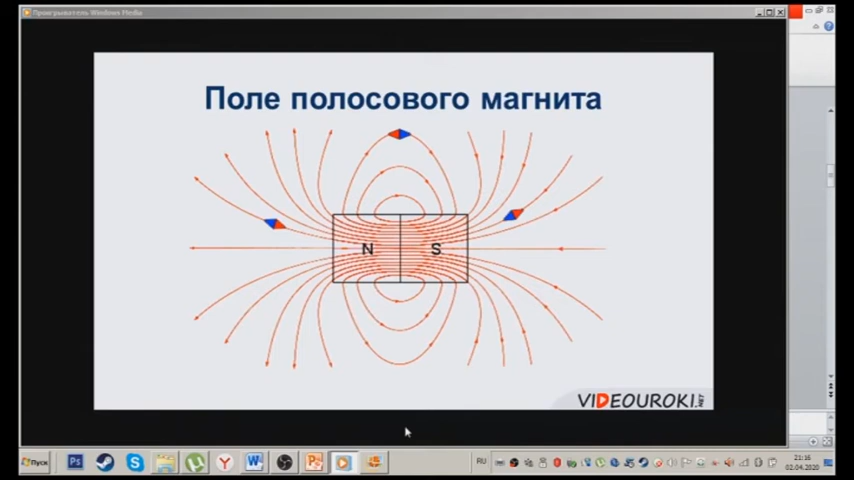 Проигрыватель Windows Media
Поле полосового магнита
N S
VIDEOUROKI.NET
Пуск
RU
21:16
02.04.2020